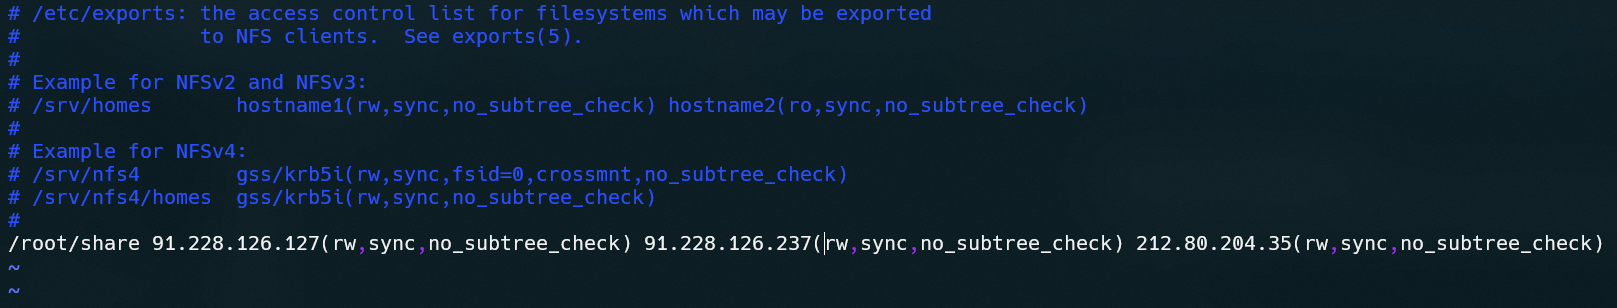 # /etc/exports: the access control list for filesystems which may be exported
#               to NFS clients.  See exports(5).
#
# Example for NFSv2 and NFSv3:
# /srv/homes       hostname1(rw,sync,no_subtree_check) hostname2(ro,sync,no_subtree_check)
#
# Example for NFSv4:
# /srv/nfs4        gss/krb5i(rw,sync,fsid=0,crossmnt,no_subtree_check)
# /srv/nfs4/homes  gss/krb5i(rw,sync,no_subtree_check)
#
/root/share 91.228.126.127(rw,sync,no_subtree_check) 91.228.126.237(rw,sync,no_subtree_check) 212.80.204.35(rw,sync,no_subtree_check)
~
~